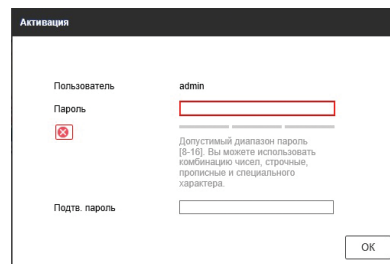 Активация
Пользователь admin
Пароль
Допустимый диапазон пароль
[8-16]. Вы можете использовать
комбинацию чисел, строчные,
прописные и специального
характера.
Подтв. пароль
OK